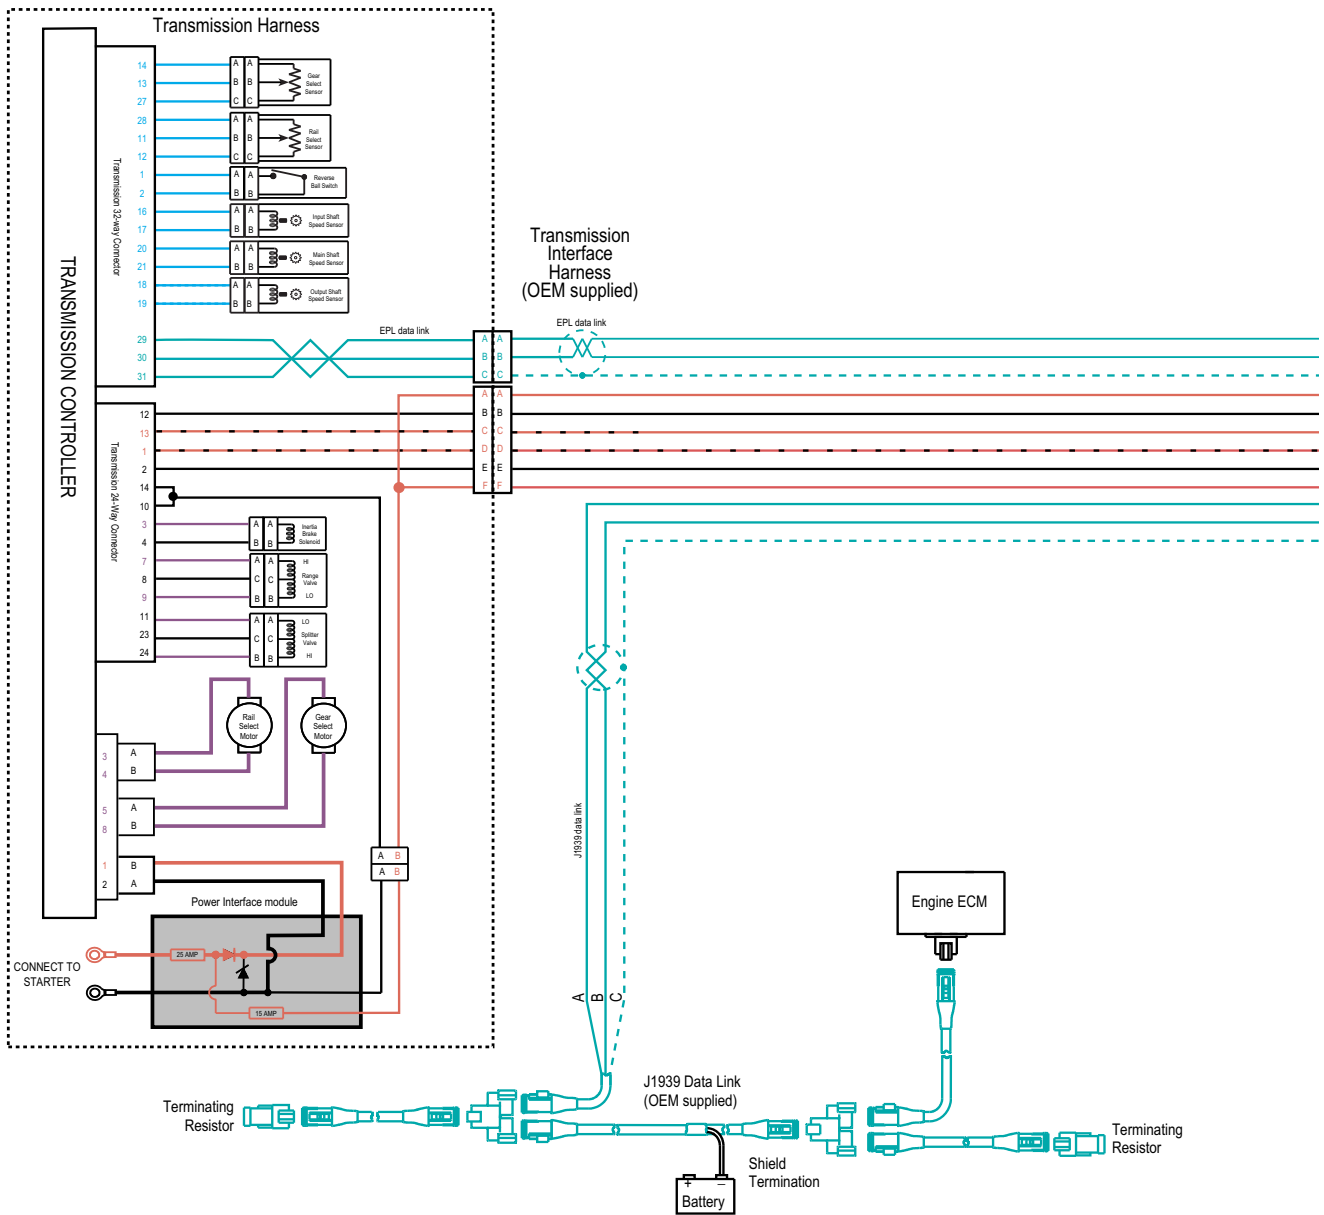 Transmission Harness
TRANSMISSION CONTROLLER
Transmission 32-way Connector
14
13
27
28
11
12
1
2
16
17
20
21
18
19
29
30
31
A A
B B
C C
Gear
Select
Sensor
A A
B B
C C
Rail
Select
Sensor
A A
B B
Reverse
Ball Switch
A A
B B
Input Shaft
Speed Sensor
A A
B B
Main Shaft
Speed Sensor
A A
B B
Output Shaft
Speed Sensor
EPL data link
A A
B B
C C
Transmission
Interface
Harness
(OEM supplied)
EPL data link
A A
B B
C C
D D
E E
F F
Transmission 24-Way Connector
12
13
1
2
14
10
3
4
7
8
9
11
23
24
A A
B B
Inertia
Brake
Solenoid
A A
C C
B B
HI
Range
Valve
LO
A A
C C
B B
LO
Splitter
Valve
HI
Rail
Select
Motor
Gear
Select
Motor
3 A
4 B
5 A
8 B
1 B
2 A
A B
A B
Power Interface module
25 AMP
15 AMP
CONNECT TO
STARTER
J1939 data link
A
B
C
Engine ECM
J1939 Data Link
(OEM supplied)
Terminating
Resistor
Terminating
Resistor
Shield
Termination
+ –
Battery